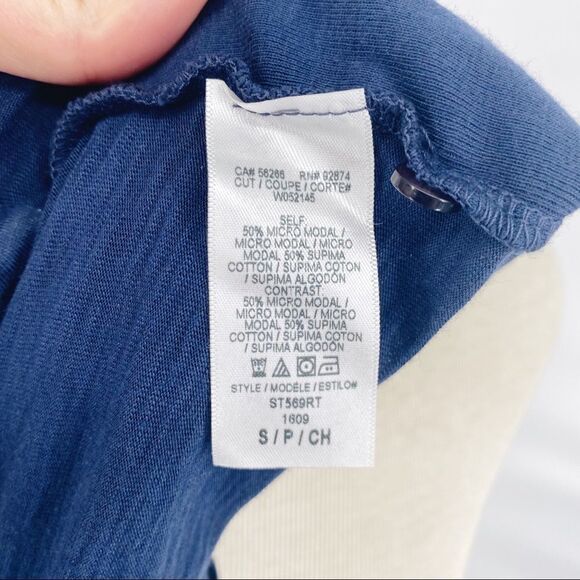 CA# 56266 RN# 92874
CUT / COUPE / CORTE#
W052145
SELF:
50% MICRO MODAL /
MICRO MODAL / MICRO
MODAL 50% SUPIMA
COTTON / SUPIMA COTON
/ SUPIMA ALGODÓN
CONTRAST:
50% MICRO MODAL /
MICRO MODAL / MICRO
MODAL 50% SUPIMA
COTTON / SUPIMA COTON
/ SUPIMA ALGODÓN
STYLE / MODÈLE / ESTILO#
ST569RT
1609
S / P / CH